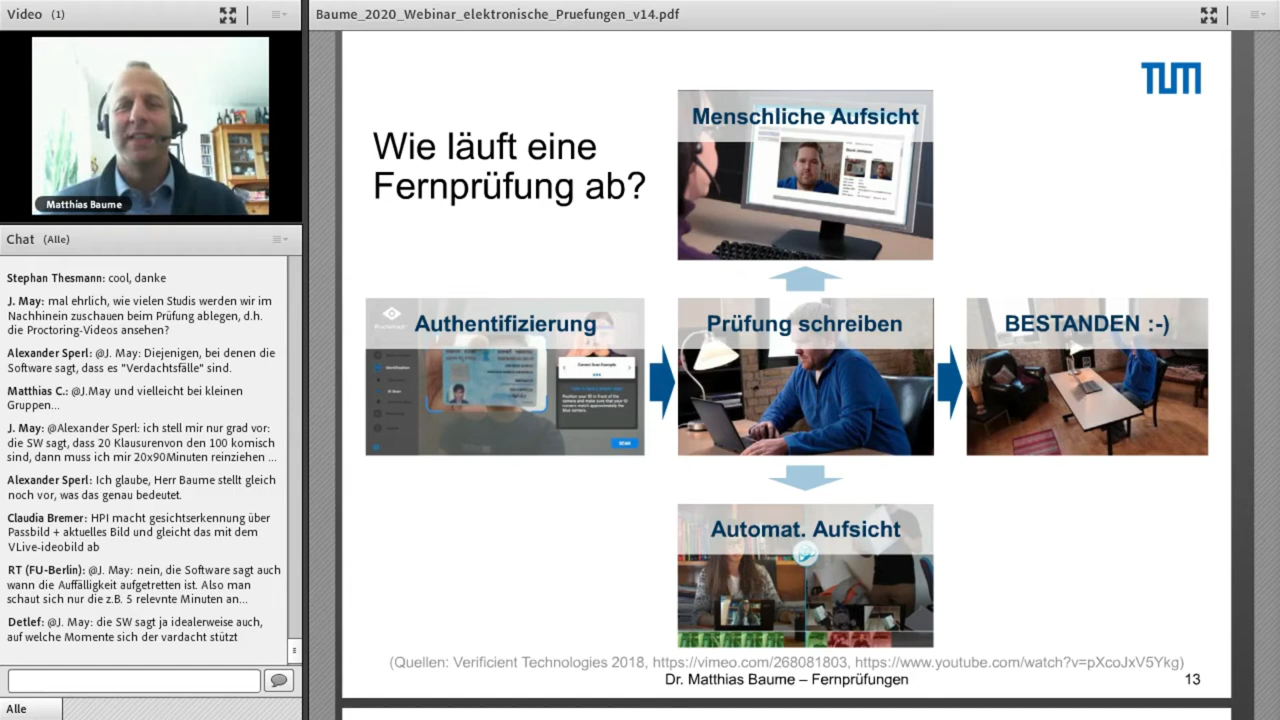 Video (1)
Baume_2020_Webinar_elektronische_Pruefungen_v14.pdf
Matthias Baume
Chat (Alle)
Stephan Thesmann: cool, danke
J. May: mal ehrlich, wie vielen Studis werden wir im
Nachhinein zuschauen beim Prüfung ablegen, d.h.
die Proctoring-Videos ansehen?
Alexander Sperl: @J. May: Diejenigen, bei denen die
Software sagt, dass es "Verdachtsfälle" sind.
Matthias C.: @J.May und vielleicht bei kleinen
Gruppen...
J. May: @Alexander Sperl: ich stell mir nur grad vor:
die SW sagt, dass 20 Klausurenvon den 100 komisch
sind, dann muss ich mir 20x90Minuten reinziehen ...
Alexander Sperl: Ich glaube, Herr Baume stellt gleich
noch vor, was das genau bedeutet.
Claudia Bremer: HPI macht gesichtserkennung über
Passbild + aktuelles Bild und gleicht das mit dem
VLive-ideobild ab
RT (FU-Berlin): @J. May: nein, die Software sagt auch
wann die Auffälligkeit aufgetreten ist. Also man
schaut sich nur die z.B. 5 relevnte Minuten an...
Detlef: @J. May: die SW sagt ja idealerweise auch,
auf welche Momente sich der vardacht stützt
Alle
TUM
Wie läuft eine
Fernprüfung ab?
Menschliche Aufsicht
Authentifizierung
Prüfung schreiben
BESTANDEN :-)
Automat. Aufsicht
(Quellen: Verificient Technologies 2018, https://vimeo.com/268081803, https://www.youtube.com/watch?v=pXcoJxV5Ykg)
Dr. Matthias Baume – Fernprüfungen
13